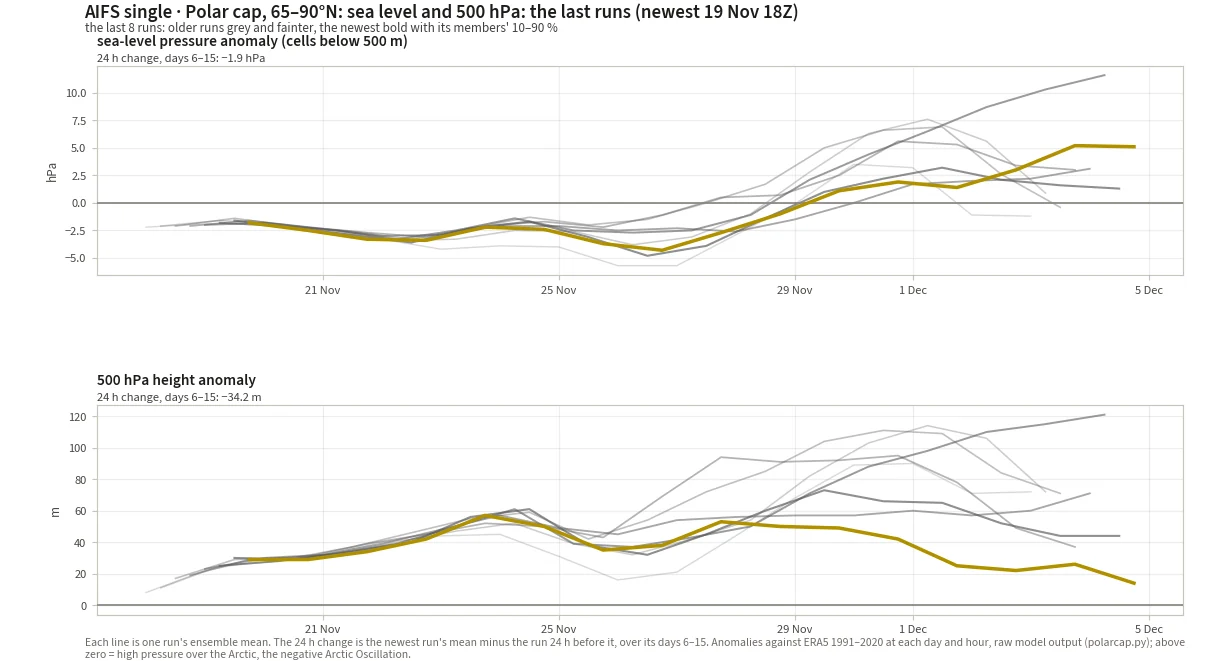 AIFS single · Polar cap, 65–90°N: sea level and 500 hPa: the last runs (newest 19 Nov 18Z)
the last 8 runs: older runs grey and fainter, the newest bold with its members' 10–90 %
sea-level pressure anomaly (cells below 500 m)
24 h change, days 6–15: −1.9 hPa
10.0
7.5
5.0
2.5
0.0
−2.5
−5.0
hPa
21 Nov
25 Nov
29 Nov
1 Dec
5 Dec
500 hPa height anomaly
24 h change, days 6–15: −34.2 m
120
100
80
60
40
20
0
m
21 Nov
25 Nov
29 Nov
1 Dec
5 Dec
Each line is one run's ensemble mean. The 24 h change is the newest run's mean minus the run 24 h before it, over its days 6–15. Anomalies against ERA5 1991–2020 at each day and hour, raw model output (polarcap.py); above
zero = high pressure over the Arctic, the negative Arctic Oscillation.